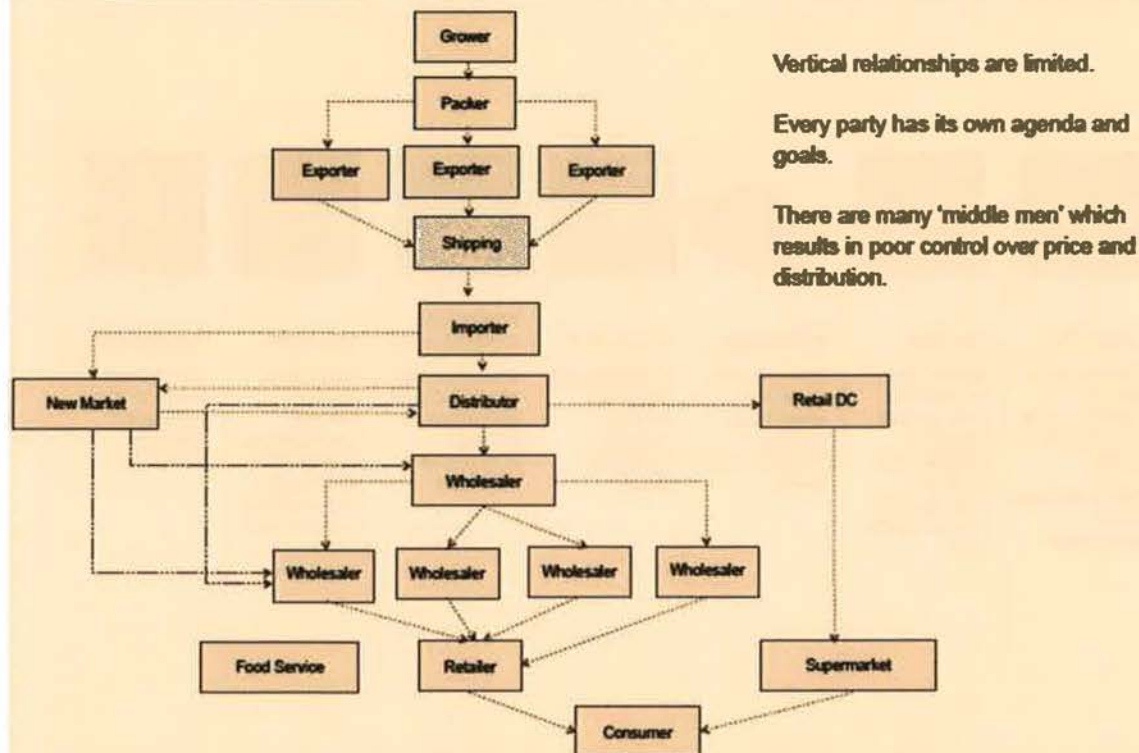 Grower
Vertical relationships are limited.
Packer
Every party has its own agenda and
goals.
Exporter
Exporter
Exporter
There are many 'middle men' which
results in poor control over price and
distribution.
Shipping
Importer
New Market
Distributor
Retail DC
Wholesaler
Wholesaler
Wholesaler
Wholesaler
Wholesaler
Food Service
Retailer
Supermarket
Consumer